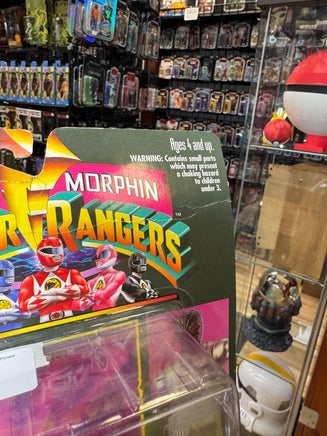 Ages 4 and up.
WARNING: Contains small parts
which may present
a choking hazard
to children
under 3.
MORPHIN
R RANGERS
TM